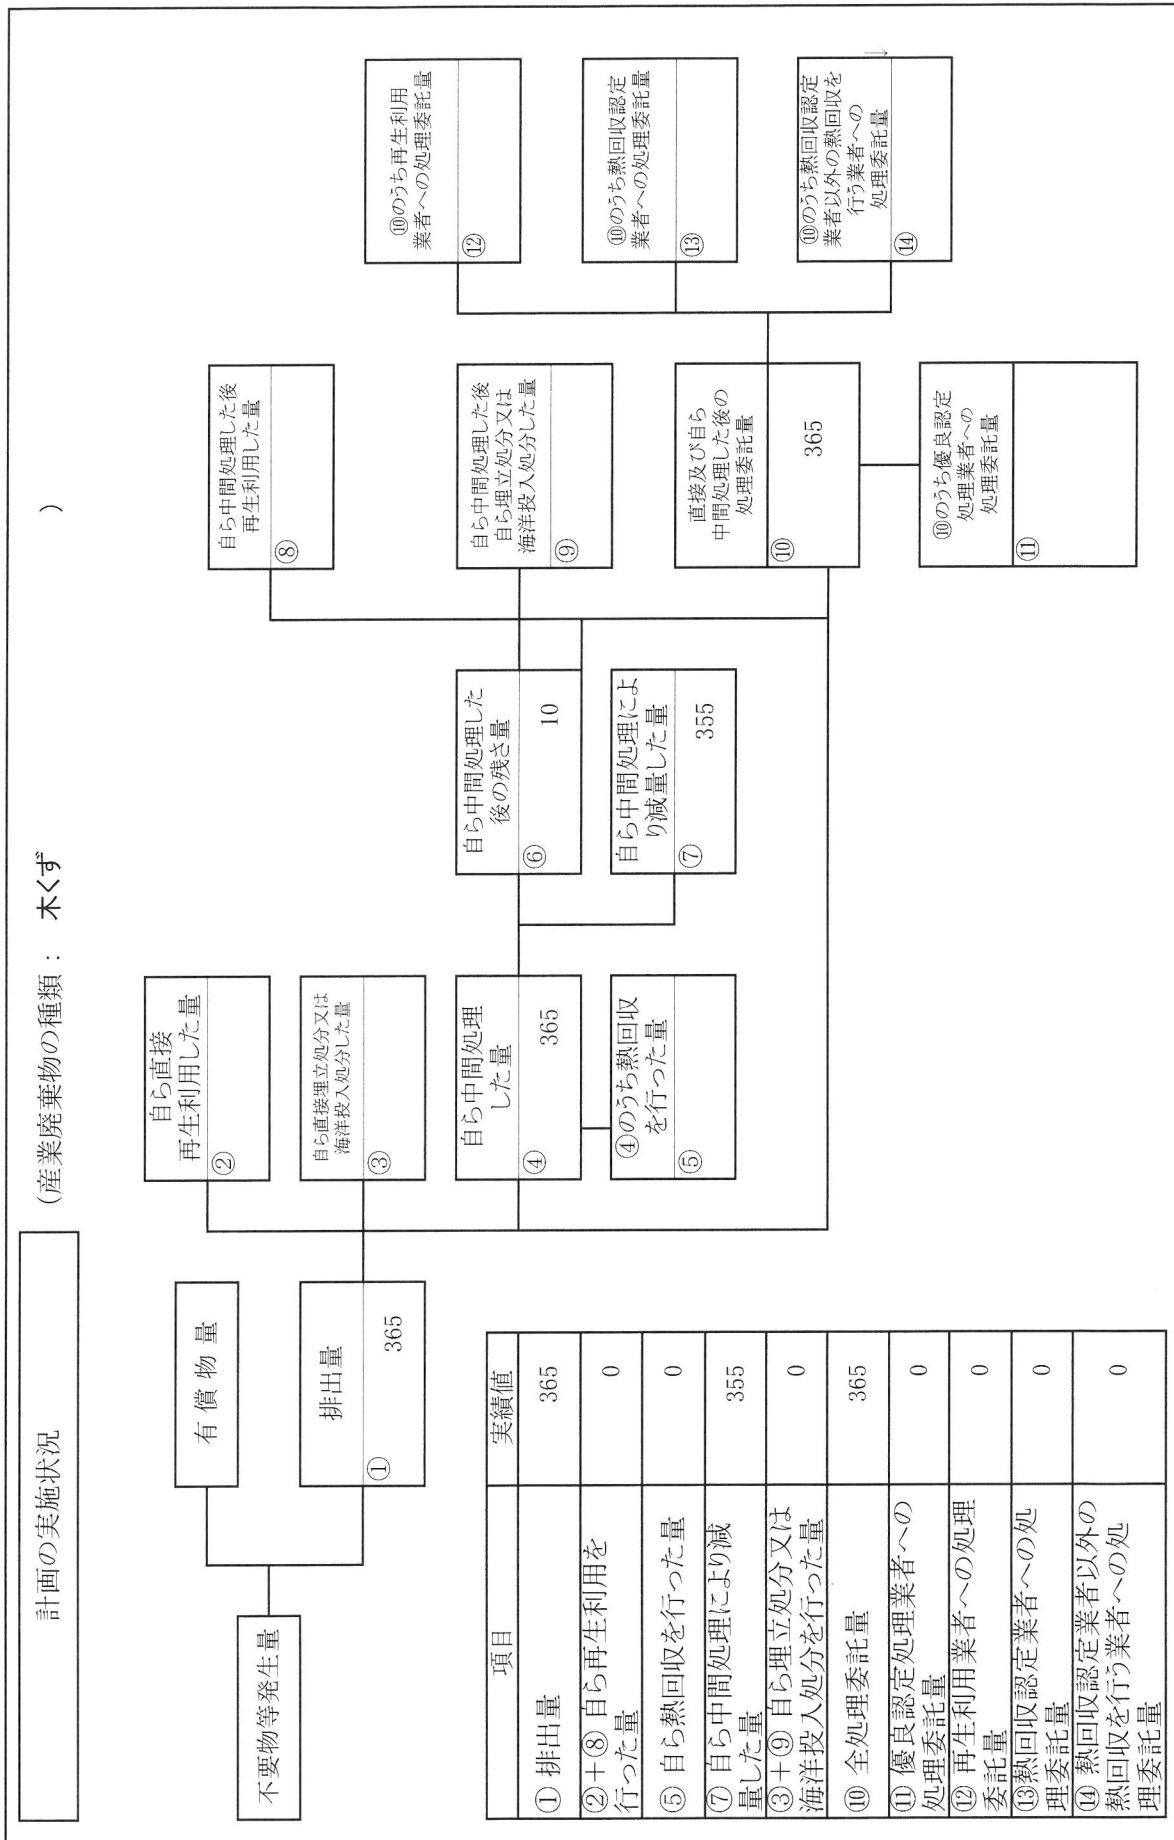 計画の実施状況
(産業廃棄物の種類： 木くず )
不要物等発生量
有 償 物 量
排出量
①
365
自ら直接
再生利用した量
②
自ら直接埋立処分又は
海洋投入処分した量
③
自ら中間処理
した量
④
365
④のうち熱回収
を行った量
⑤
自ら中間処理した
後の残さ量
⑥
10
自ら中間処理によ
り減量した量
⑦
355
自ら中間処理した後
再生利用した量
⑧
自ら中間処理した後
自ら埋立処分又は
海洋投入処分した量
⑨
直接及び自ら
中間処理した後の
処理委託量
⑩
365
⑩のうち優良認定
処理業者への
処理委託量
⑪
⑩のうち再生利用
業者への処理委託量
⑫
⑩のうち熱回収認定
業者への処理委託量
⑬
⑩のうち熱回収認定
業者以外の熱回収を
行う業者への
処理委託量
⑭
項目 実績値
① 排出量 365
②＋⑧ 自ら再生利用を
行った量 0
⑤ 自ら熱回収を行った量 0
⑦ 自ら中間処理により減
量した量 355
③＋⑨ 自ら埋立処分又は
海洋投入処分を行った量 0
⑩ 全処理委託量 365
⑪ 優良認定処理業者への
処理委託量 0
⑫ 再生利用業者への処理
委託量 0
⑬熱回収認定業者への処
理委託量 0
⑭ 熱回収認定業者以外の
熱回収を行う業者への処
理委託量 0